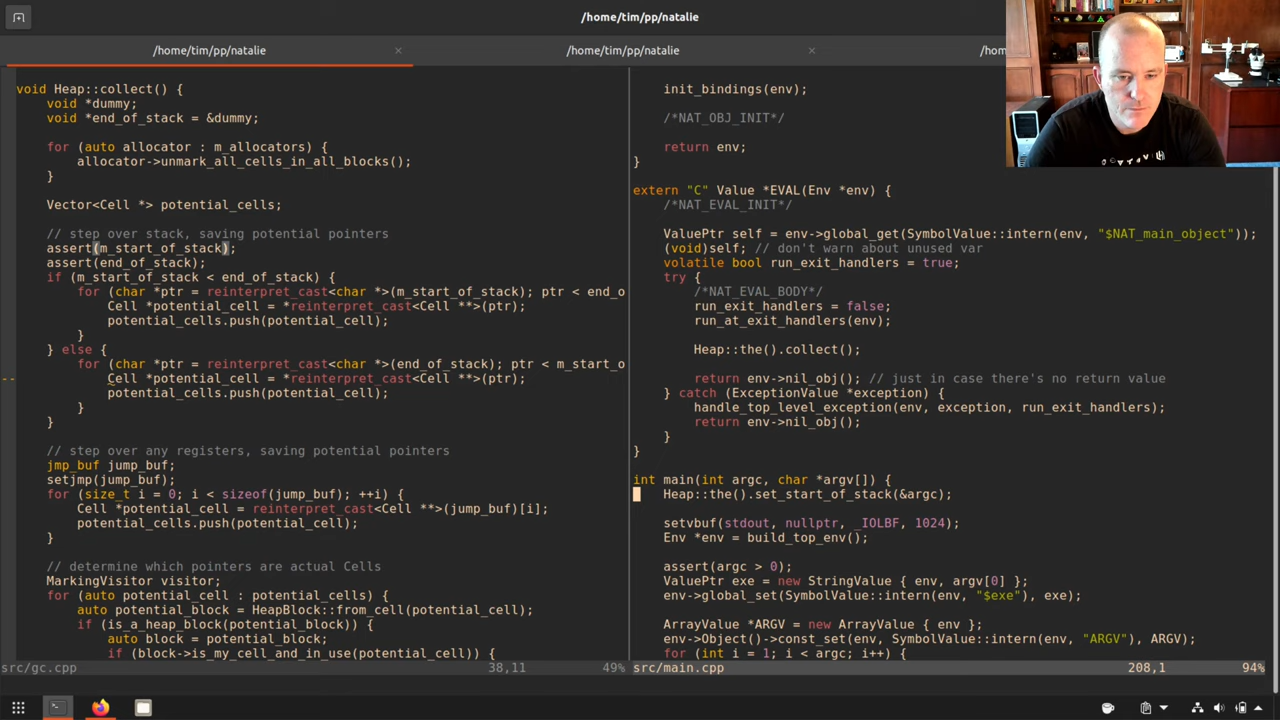 /home/tim/pp/natalie
/home/tim/pp/natalie
/home/tim/pp/natalie
/hom
void Heap::collect() {
    void *dummy;
    void *end_of_stack = &dummy;
    for (auto allocator : m_allocators) {
        allocator->unmark_all_cells_in_all_blocks();
    }
    Vector<Cell *> potential_cells;
    // step over stack, saving potential pointers
    assert(m_start_of_stack);
    assert(end_of_stack);
    if (m_start_of_stack < end_of_stack) {
        for (char *ptr = reinterpret_cast<char *>(m_start_of_stack); ptr < end_o
            Cell *potential_cell = *reinterpret_cast<Cell **>(ptr);
            potential_cells.push(potential_cell);
        }
    } else {
        for (char *ptr = reinterpret_cast<char *>(end_of_stack); ptr < m_start_o
--          Cell *potential_cell = *reinterpret_cast<Cell **>(ptr);
            potential_cells.push(potential_cell);
        }
    }
    // step over any registers, saving potential pointers
    jmp_buf jump_buf;
    setjmp(jump_buf);
    for (size_t i = 0; i < sizeof(jump_buf); ++i) {
        Cell *potential_cell = reinterpret_cast<Cell **>(jump_buf)[i];
        potential_cells.push(potential_cell);
    }
    // determine which pointers are actual Cells
    MarkingVisitor visitor;
    for (auto potential_cell : potential_cells) {
        auto potential_block = HeapBlock::from_cell(potential_cell);
        if (is_a_heap_block(potential_block)) {
            auto block = potential_block;
            if (block->is_my_cell_and_in_use(potential_cell)) {
src/gc.cpp 38,11 49%
    init_bindings(env);
    /*NAT_OBJ_INIT*/
    return env;
}
extern "C" Value *EVAL(Env *env) {
    /*NAT_EVAL_INIT*/
    ValuePtr self = env->global_get(SymbolValue::intern(env, "$NAT_main_object"));
    (void)self; // don't warn about unused var
    volatile bool run_exit_handlers = true;
    try {
        /*NAT_EVAL_BODY*/
        run_exit_handlers = false;
        run_at_exit_handlers(env);
        Heap::the().collect();
        return env->nil_obj(); // just in case there's no return value
    } catch (ExceptionValue *exception) {
        handle_top_level_exception(env, exception, run_exit_handlers);
        return env->nil_obj();
    }
}
int main(int argc, char *argv[]) {
    Heap::the().set_start_of_stack(&argc);
    setvbuf(stdout, nullptr, _IOLBF, 1024);
    Env *env = build_top_env();
    assert(argc > 0);
    ValuePtr exe = new StringValue { env, argv[0] };
    env->global_set(SymbolValue::intern(env, "$exe"), exe);
    ArrayValue *ARGV = new ArrayValue { env };
    env->Object()->const_set(env, SymbolValue::intern(env, "ARGV"), ARGV);
    for (int i = 1; i < argc; i++) {
src/main.cpp 208,1 94%